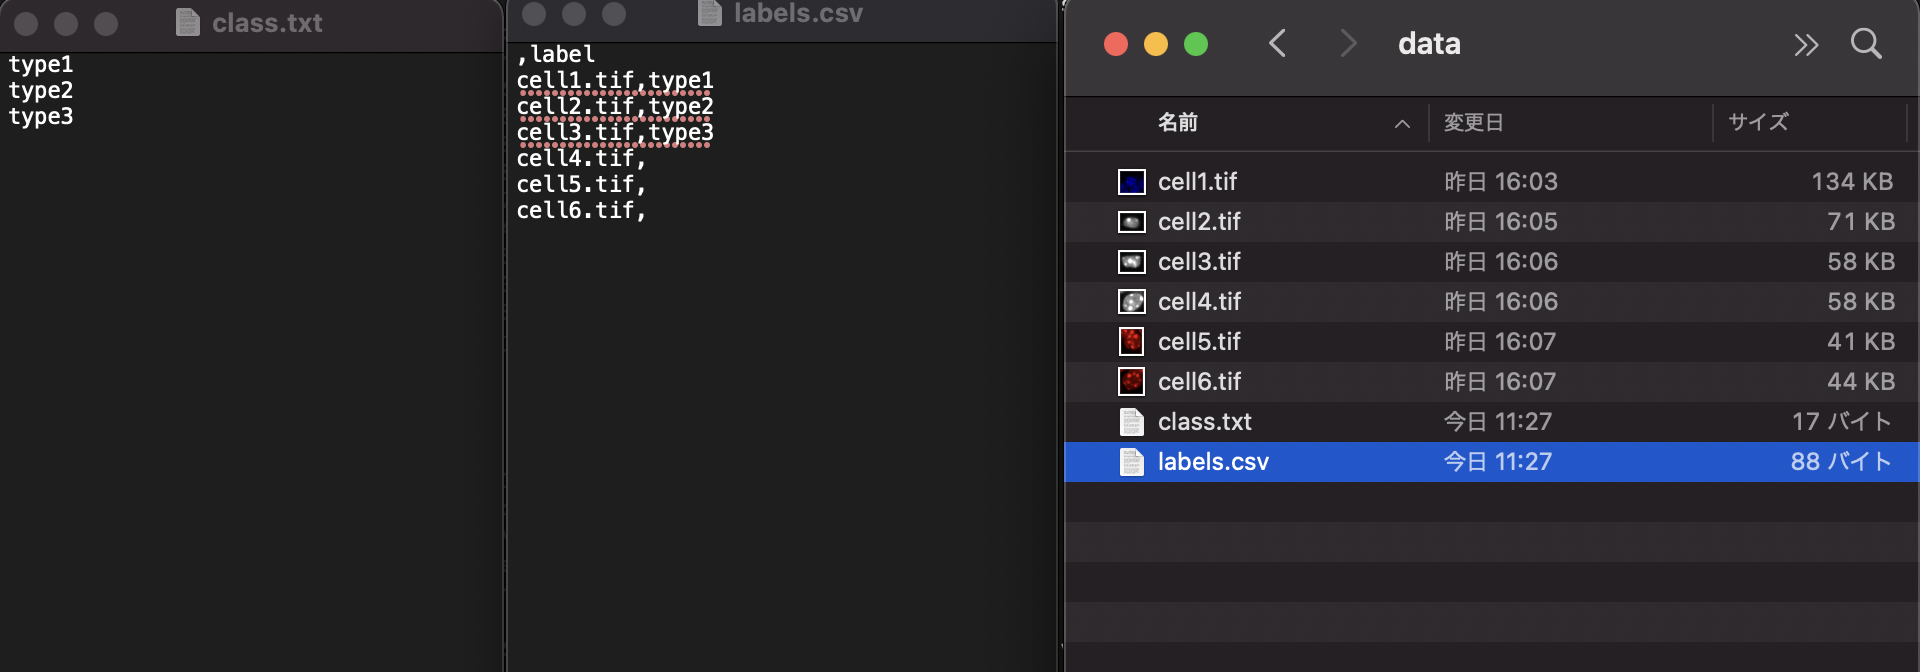 class.txt
type1
type2
type3
labels.csv
,label
cell1.tif,type1
cell2.tif,type2
cell3.tif,type3
cell4.tif,
cell5.tif,
cell6.tif,
data
名前 変更日 サイズ
cell1.tif 昨日 16:03 134 KB
cell2.tif 昨日 16:05 71 KB
cell3.tif 昨日 16:06 58 KB
cell4.tif 昨日 16:06 58 KB
cell5.tif 昨日 16:07 41 KB
cell6.tif 昨日 16:07 44 KB
class.txt 今日 11:27 17 バイト
labels.csv 今日 11:27 88 バイト